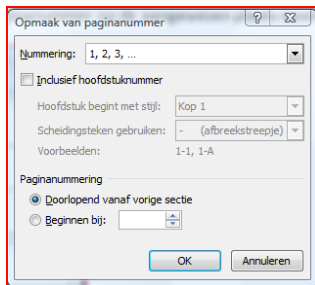 Opmaak van paginanummer
Nummering: 1, 2, 3, ...
Inclusief hoofdstuknummer
Hoofdstuk begint met stijl: Kop 1
Scheidingsteken gebruiken: - (afbreekstreepje)
Voorbeelden: 1-1, 1-A
Paginanummering
Doorlopend vanaf vorige sectie
Beginnen bij:
OK Annuleren